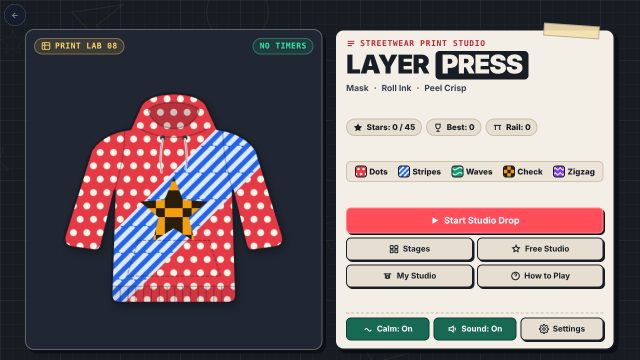 PRINT LAB 08
NO TIMERS
STREETWEAR PRINT STUDIO
LAYER PRESS
Mask · Roll Ink · Peel Crisp
Stars: 0 / 45
Best: 0
Rail: 0
Dots
Stripes
Waves
Check
Zigzag
Start Studio Drop
Stages
Free Studio
My Studio
How to Play
Calm: On
Sound: On
Settings